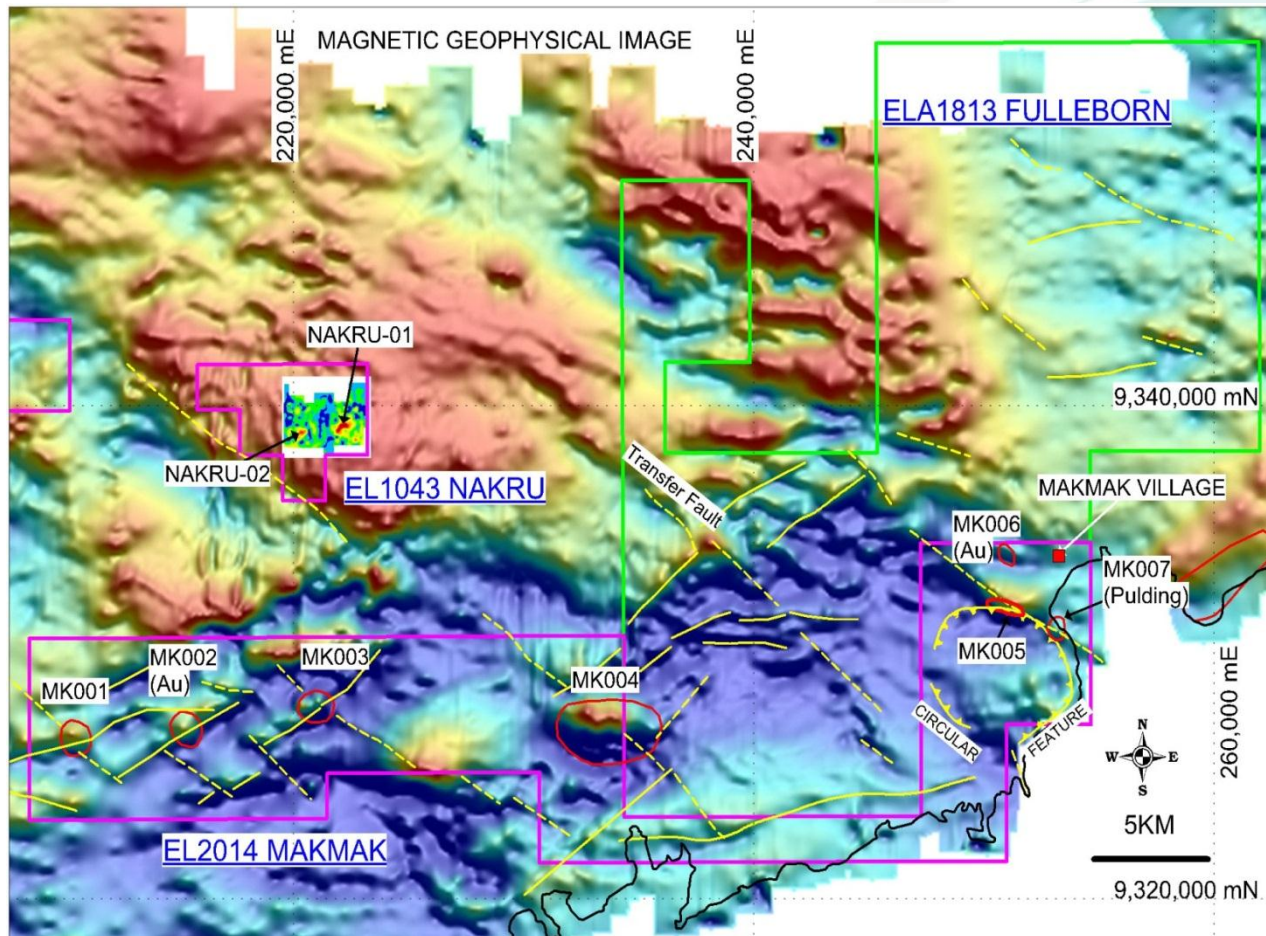 MAGNETIC GEOPHYSICAL IMAGE
220,000 mE
240,000 mE
ELA1813 FULLEBORN
NAKRU-01
9,340,000 mN
NAKRU-02
EL1043 NAKRU
Transfer Fault
MAKMAK VILLAGE
MK006
(Au)
MK007
(Pulding)
MK005
MK001
MK002
(Au)
MK003
MK004
CIRCULAR
FEATURE
260,000 mE
N
W
E
S
5KM
EL2014 MAKMAK
9,320,000 mN